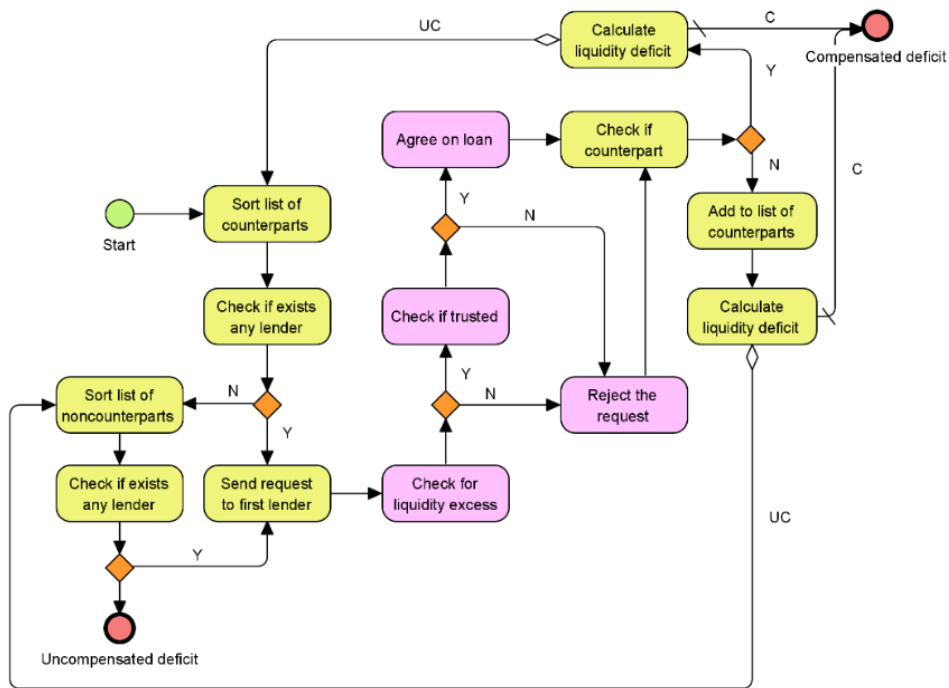 UC
Calculate
liquidity deficit
C
Compensated deficit
Y
Agree on loan
Check if
counterpart
N
C
Sort list of
counterparts
Start
Y
N
Add to list of
counterparts
Check if exists
any lender
Check if trusted
Calculate
liquidity deficit
Sort list of
noncounterparts
N
Y
Y
N
Reject the
request
Check if exists
any lender
Send request
to first lender
Check for
liquidity excess
UC
Y
Uncompensated deficit